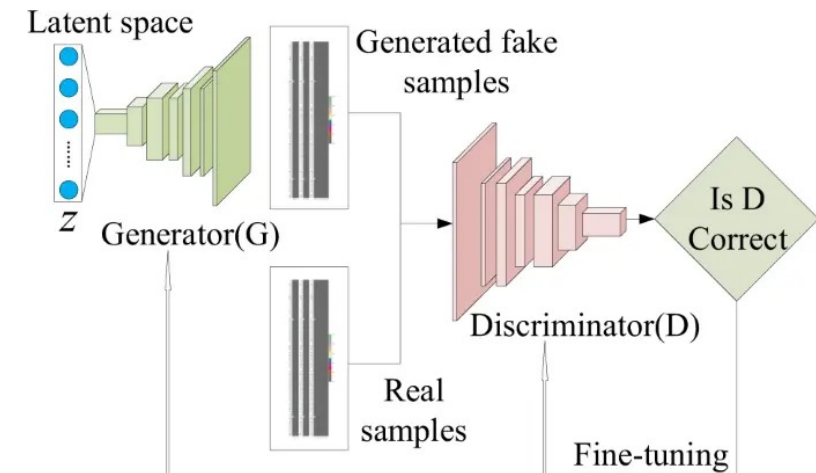 Latent space
Generated fake
samples
......
z
Generator(G)
Is D
Correct
Discriminator(D)
Real
samples
Fine-tuning